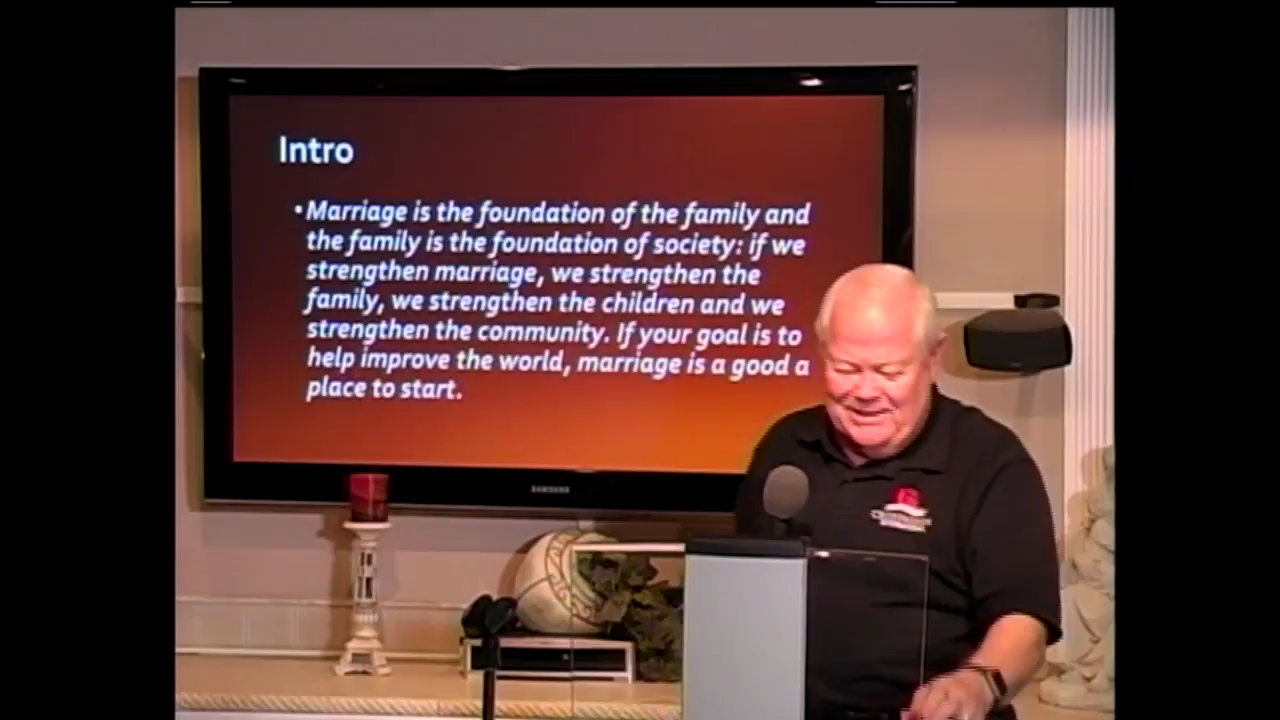 Intro
• Marriage is the foundation of the family and
the family is the foundation of society: if we
strengthen marriage, we strengthen the
family, we strengthen the children and we
strengthen the community. If your goal is to
help improve the world, marriage is a good a
place to start.
SAMSUNG